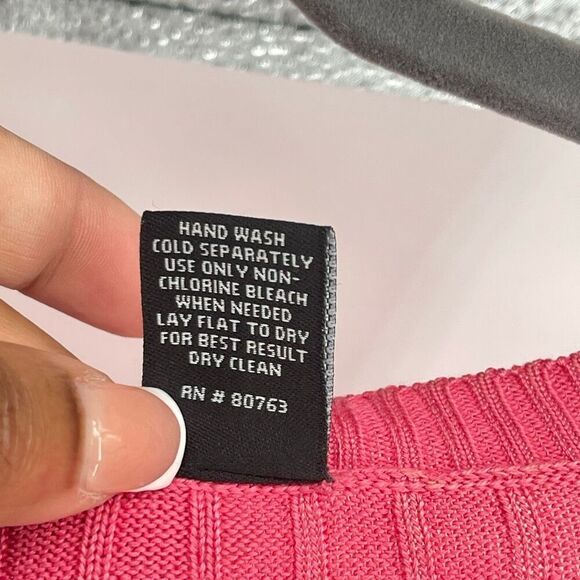 HAND WASH
COLD SEPARATELY
USE ONLY NON-
CHLORINE BLEACH
WHEN NEEDED
LAY FLAT TO DRY
FOR BEST RESULT
DRY CLEAN
RN # 80763